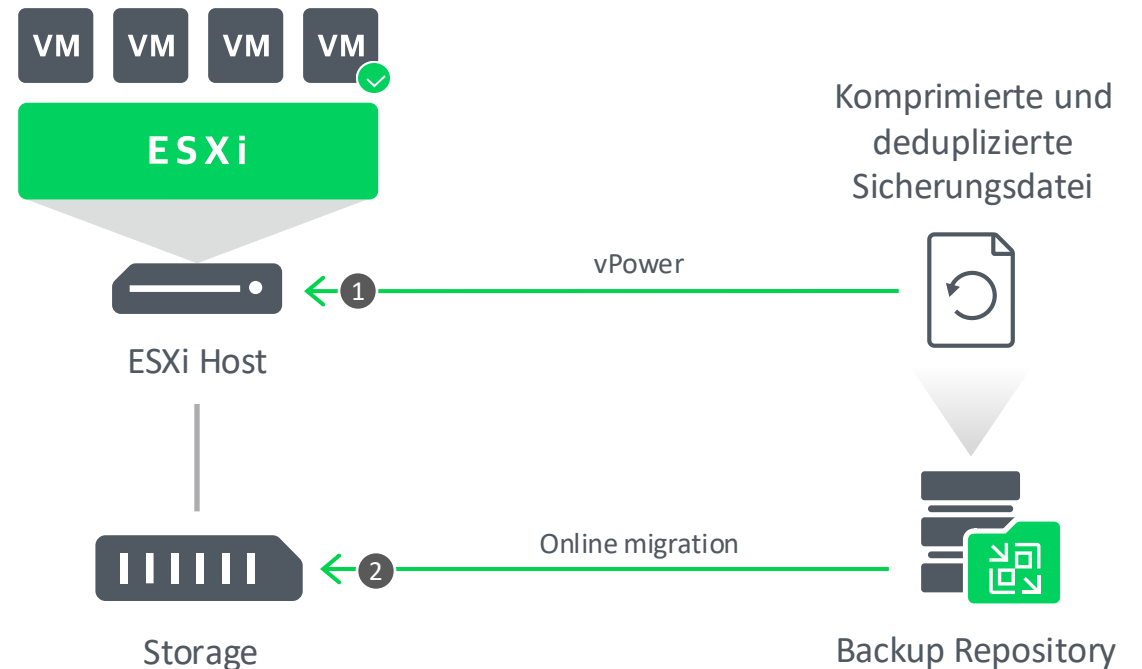 VM VM VM VM
ESXi
Komprimierte und
deduplizierte
Sicherungsdatei
vPower
1
ESXi Host
Online migration
2
Storage
Backup Repository